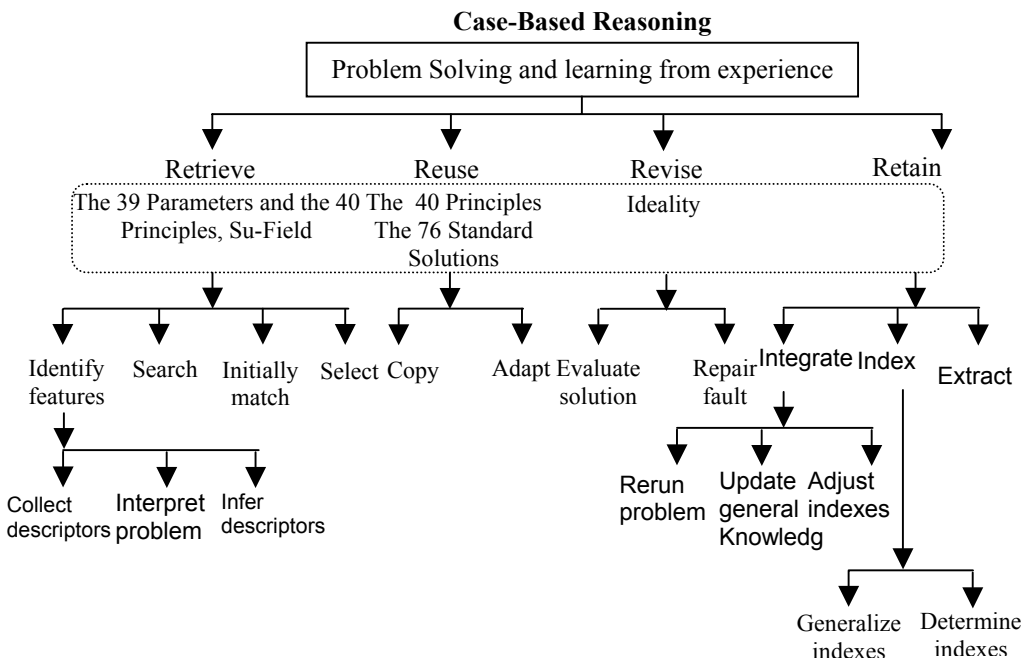 Case-Based Reasoning
Problem Solving and learning from experience
Retrieve Reuse Revise Retain
The 39 Parameters and the 40
Principles, Su-Field
The 40 Principles
The 76 Standard
Solutions
Ideality
Identify
features
Search
Initially
match
Select
Copy
Adapt
Evaluate
solution
Repair
fault
Integrate
Index
Extract
Collect
descriptors
Interpret
problem
Infer
descriptors
Rerun
problem
Update
general
Knowledg
Adjust
indexes
Generalize
indexes
Determine
indexes